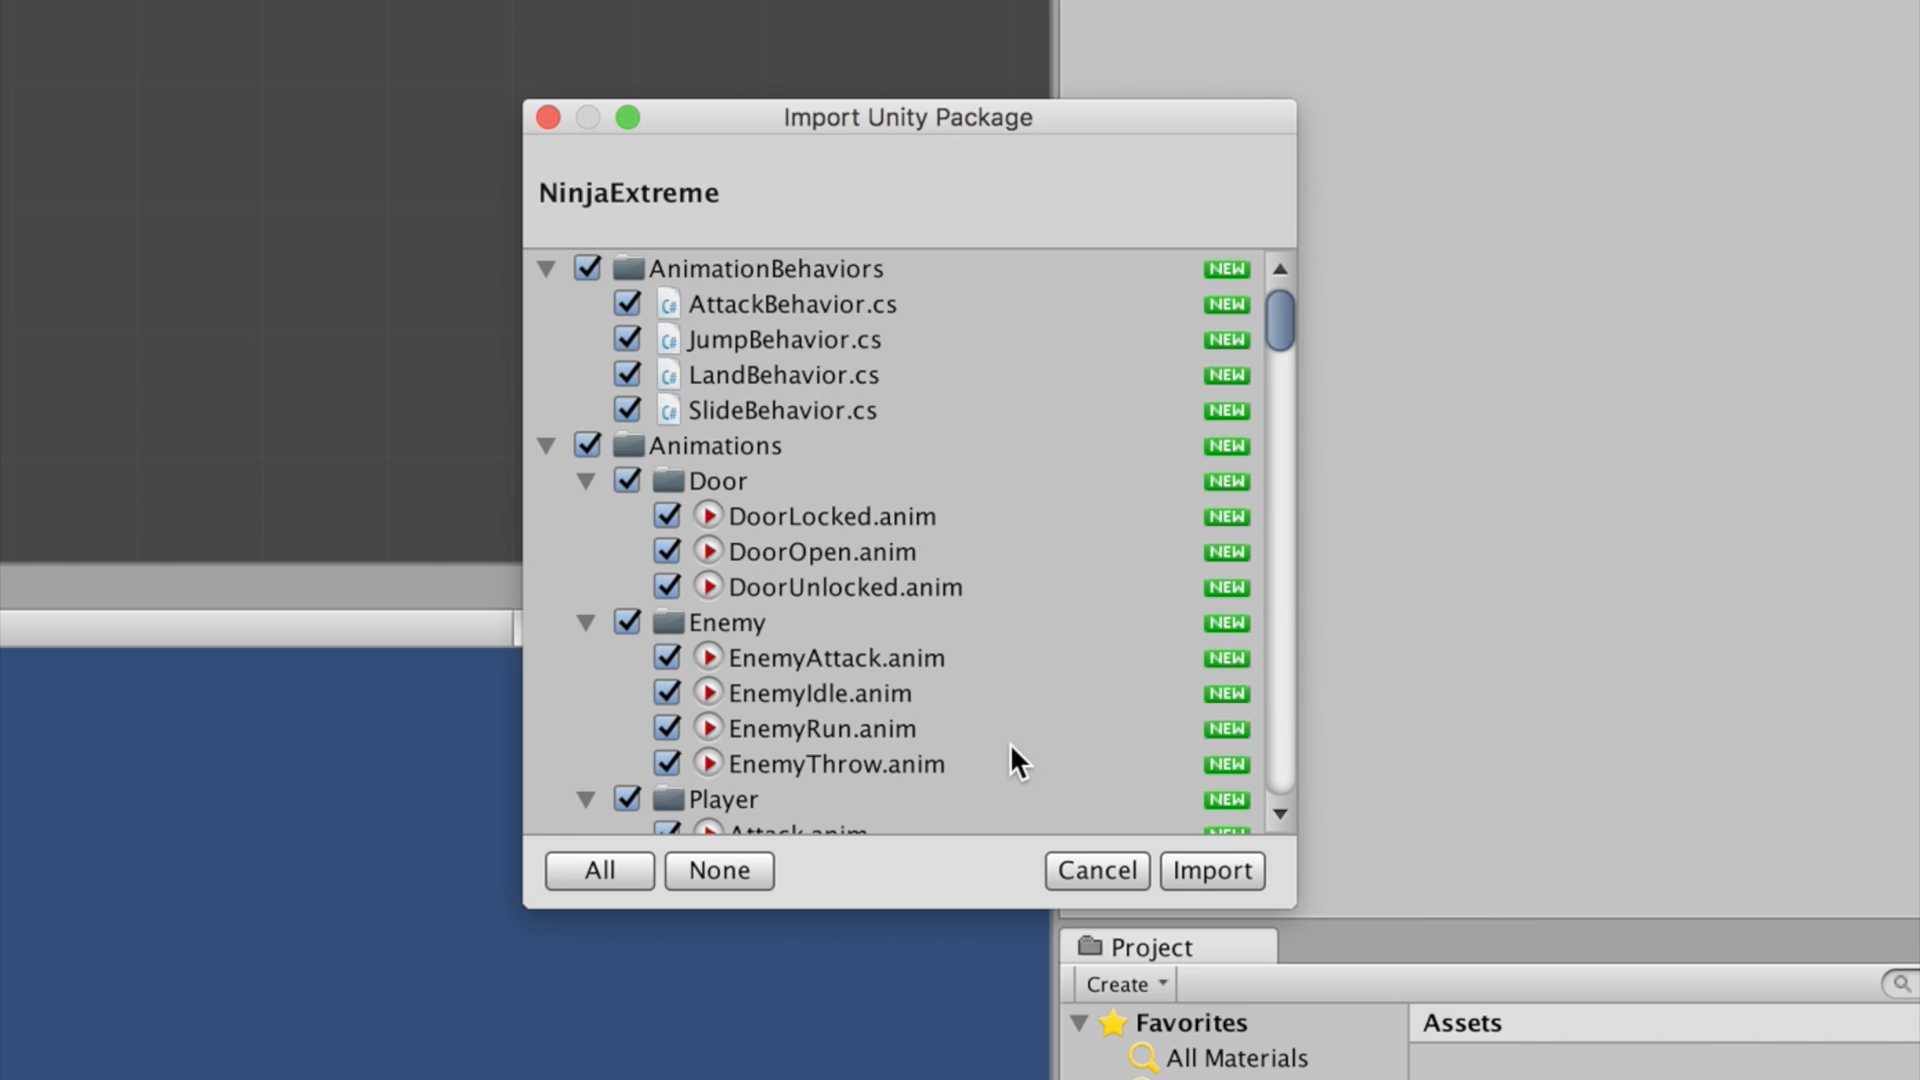 Import Unity Package
NinjaExtreme
AnimationBehaviors NEW
AttackBehavior.cs NEW
JumpBehavior.cs NEW
LandBehavior.cs NEW
SlideBehavior.cs NEW
Animations NEW
Door NEW
DoorLocked.anim NEW
DoorOpen.anim NEW
DoorUnlocked.anim NEW
Enemy NEW
EnemyAttack.anim NEW
EnemyIdle.anim NEW
EnemyRun.anim NEW
EnemyThrow.anim NEW
Player NEW
Attack.anim NEW
All None Cancel Import
Project
Create
Favorites Assets
All Materials